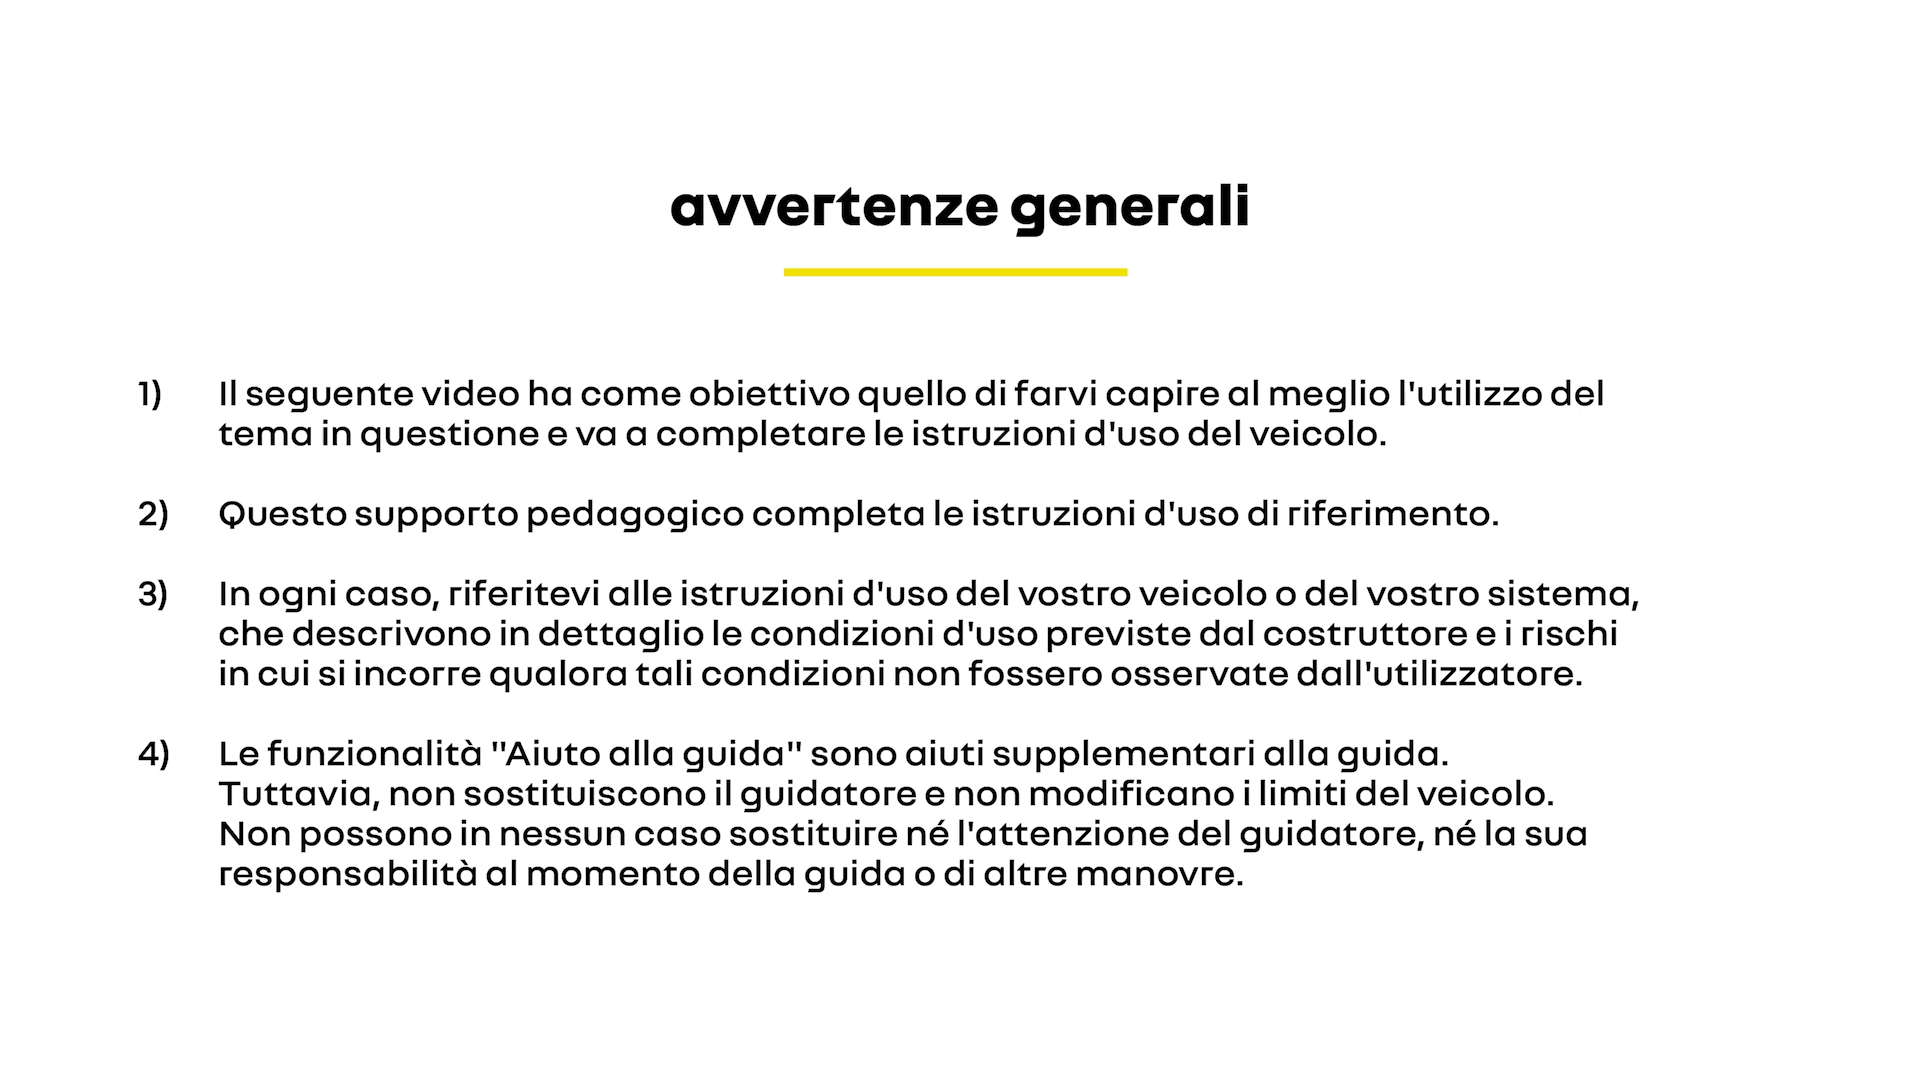 avvertenze generali
1) Il seguente video ha come obiettivo quello di farvi capire al meglio l'utilizzo del
tema in questione e va a completare le istruzioni d'uso del veicolo.
2) Questo supporto pedagogico completa le istruzioni d'uso di riferimento.
3) In ogni caso, riferitevi alle istruzioni d'uso del vostro veicolo o del vostro sistema,
che descrivono in dettaglio le condizioni d'uso previste dal costruttore e i rischi
in cui si incorre qualora tali condizioni non fossero osservate dall'utilizzatore.
4) Le funzionalità "Aiuto alla guida" sono aiuti supplementari alla guida.
Tuttavia, non sostituiscono il guidatore e non modificano i limiti del veicolo.
Non possono in nessun caso sostituire né l'attenzione del guidatore, né la sua
responsabilità al momento della guida o di altre manovre.